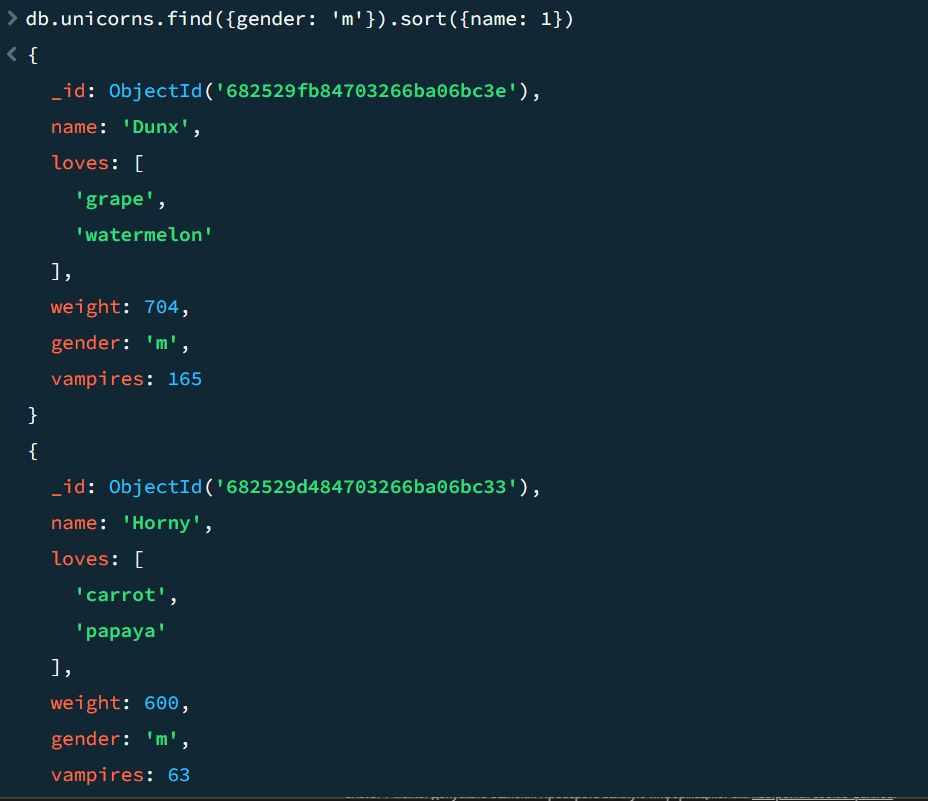 > db.unicorns.find({gender: 'm'}).sort({name: 1})
< {
_id: ObjectId('682529fb84703266ba06bc3e'),
name: 'Dunx',
loves: [
'grape',
'watermelon'
],
weight: 704,
gender: 'm',
vampires: 165
}
{
_id: ObjectId('682529d484703266ba06bc33'),
name: 'Horny',
loves: [
'carrot',
'papaya'
],
weight: 600,
gender: 'm',
vampires: 63